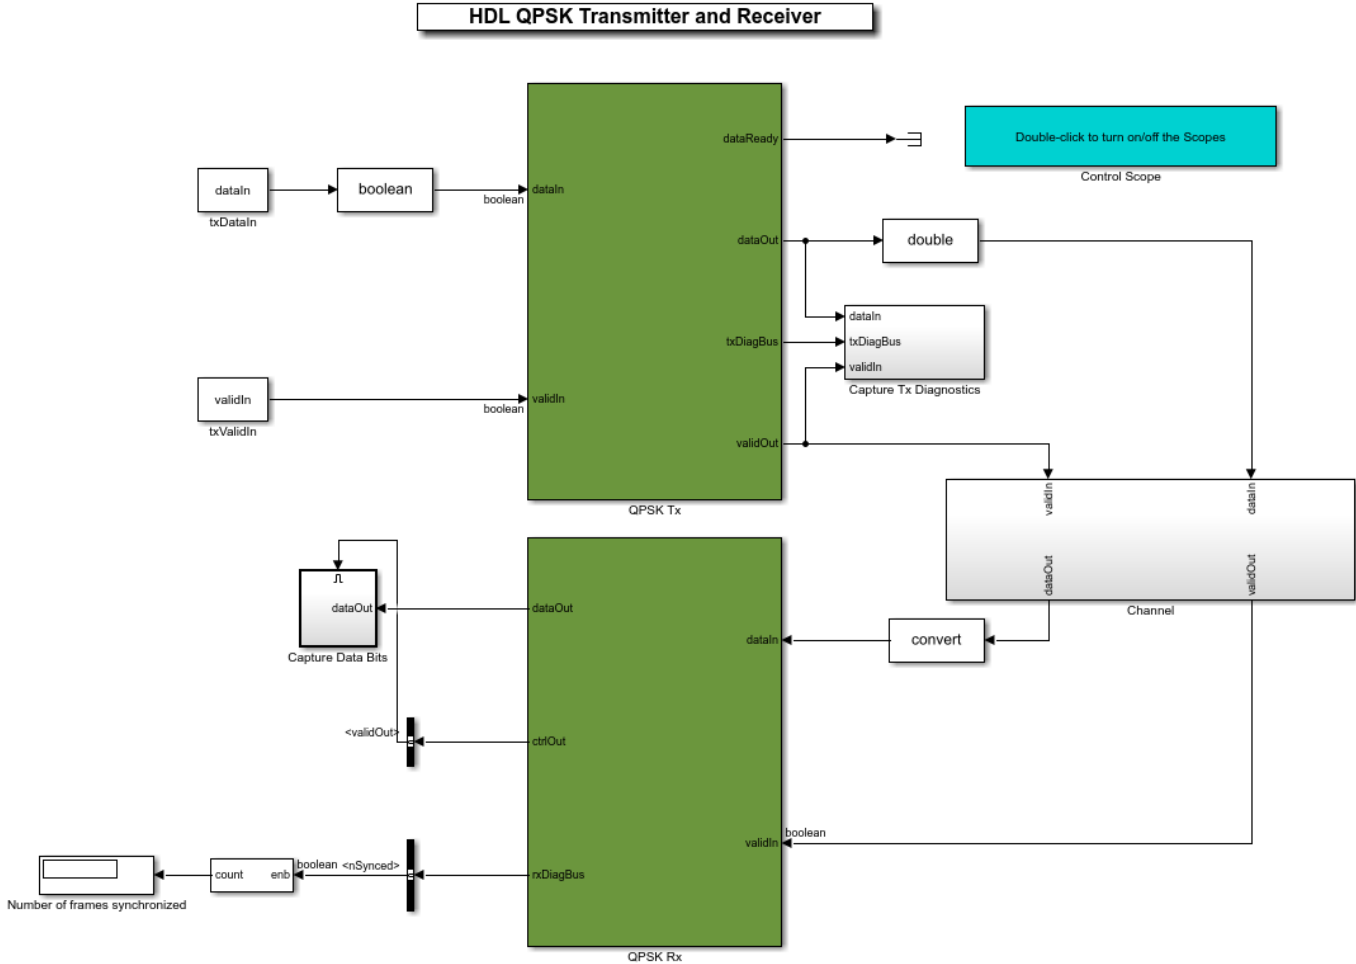 HDL QPSK Transmitter and Receiver
dataReady
Double-click to turn on/off the Scopes
Control Scope
dataIn
txDataIn
boolean
boolean
dataIn
dataOut
double
dataIn
txDiagBus
txDiagBus
validIn
Capture Tx Diagnostics
validIn
txValidIn
boolean
validIn
validOut
QPSK Tx
validIn
dataIn
dataOut
validOut
Channel
dataOut
Capture Data Bits
dataOut
dataIn
convert
<validOut>
ctrlOut
validIn
boolean
count
enb
boolean
<nSynced>
rxDiagBus
Number of frames synchronized
QPSK Rx